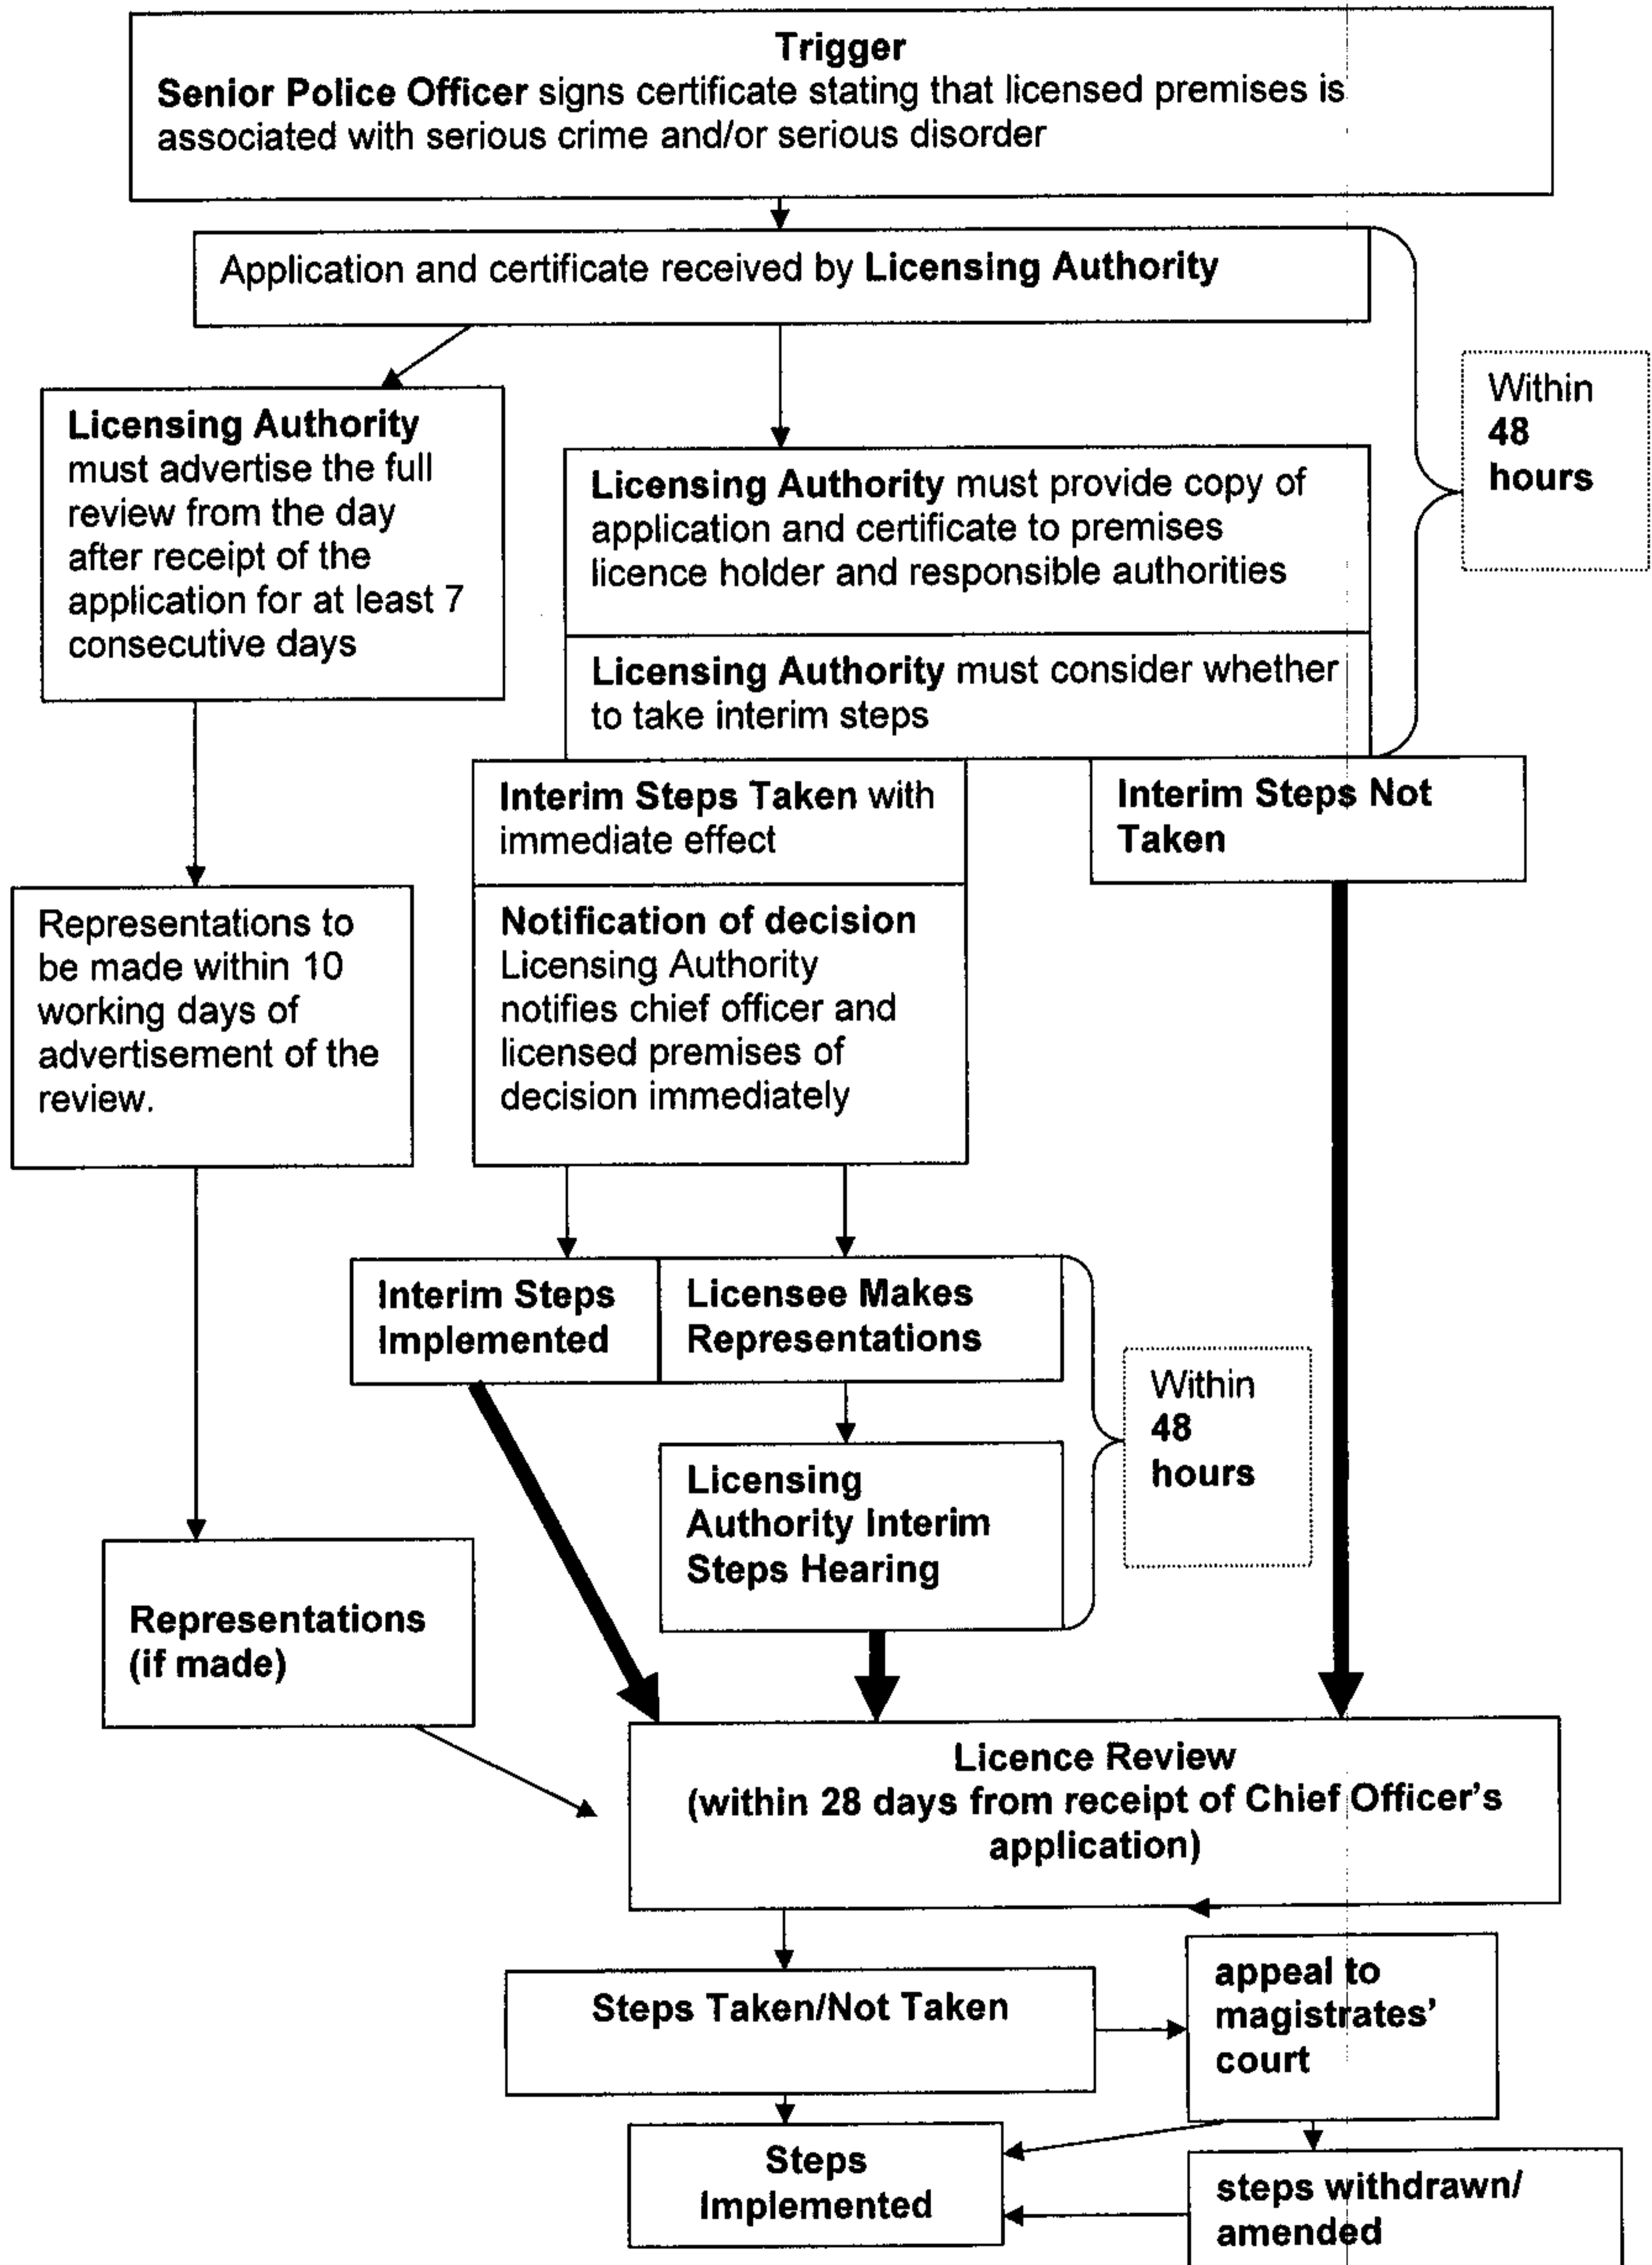 Trigger
Senior Police Officer signs certificate stating that licensed premises is
associated with serious crime and/or serious disorder
Application and certificate received by Licensing Authority
Within
48
hours
Licensing Authority
must advertise the full
review from the day
after receipt of the
application for at least 7
consecutive days
Licensing Authority must provide copy of
application and certificate to premises
licence holder and responsible authorities
Licensing Authority must consider whether
to take interim steps
Interim Steps Taken with
immediate effect
Interim Steps Not
Taken
Representations to
be made within 10
working days of
advertisement of the
review.
Notification of decision
Licensing Authority
notifies chief officer and
licensed premises of
decision immediately
Interim Steps
Implemented
Licensee Makes
Representations
Within
48
hours
Licensing
Authority Interim
Steps Hearing
Representations
(if made)
Licence Review
(within 28 days from receipt of Chief Officer's
application)
Steps Taken/Not Taken
appeal to
magistrates'
court
Steps
Implemented
steps withdrawn/
amended